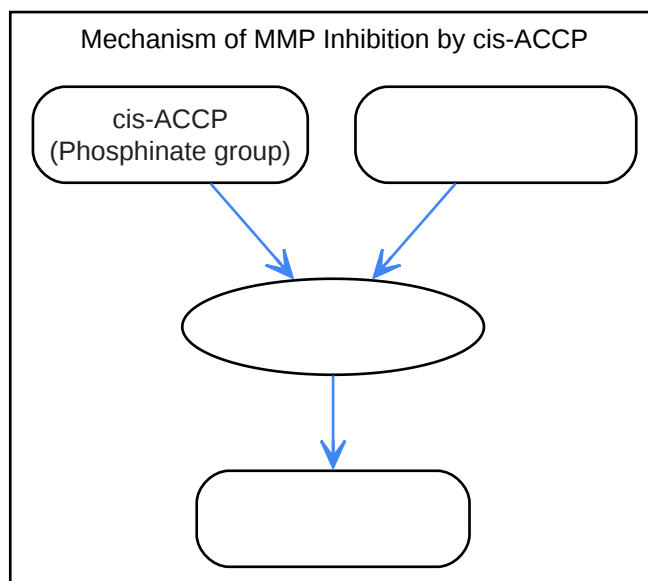 Mechanism of MMP Inhibition by cis-ACCP
cis-ACCP
(Phosphinate group)